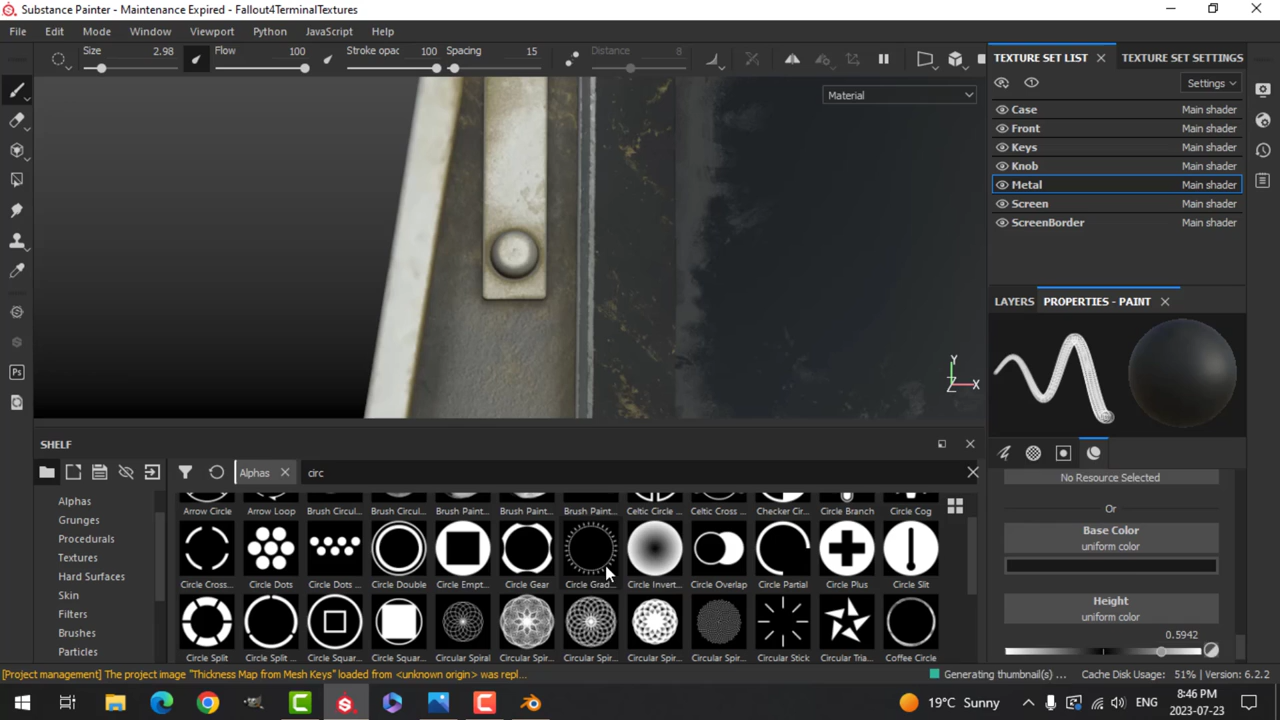 Substance Painter - Maintenance Expired - Fallout4TerminalTextures
File Edit Mode Window Viewport Python JavaScript Help
Size 2.98 Flow 100 Stroke opac 100 Spacing 15 Distance 8
Material
TEXTURE SET LIST TEXTURE SET SETTINGS
Settings
Case Main shader
Front Main shader
Keys Main shader
Knob Main shader
Metal Main shader
Screen Main shader
ScreenBorder Main shader
Y
X
Z
LAYERS PROPERTIES - PAINT
No Resource Selected
Or
Base Color
uniform color
Height
uniform color
0.5942
SHELF
Alphas circ
Alphas
Grunges
Procedurals
Textures
Hard Surfaces
Skin
Filters
Brushes
Particles
Arrow Circle Arrow Loop Brush Circul... Brush Paint... Brush Paint... Brush Paint... Brush Paint... Celtic Circle ... Celtic Cross ... Checker Cir... Circle Branch Circle Cog
Circle Cross... Circle Dots Circle Dots ... Circle Double Circle Empt... Circle Gear Circle Grad... Circle Invert... Circle Overlap Circle Partial Circle Plus Circle Slit
Circle Split Circle Split ... Circle Squar... Circle Squar... Circular Spiral Circular Spir... Circular Spir... Circular Spir... Circular Spir... Circular Stick Circular Tria... Coffee Circle
[Project management] The project image "Thickness Map from Mesh Keys" loaded from <unknown origin> was repl...
Generating thumbnail(s) ... Cache Disk Usage: 51% | Version: 6.2.2
19°C Sunny
ENG
8:46 PM
2023-07-23